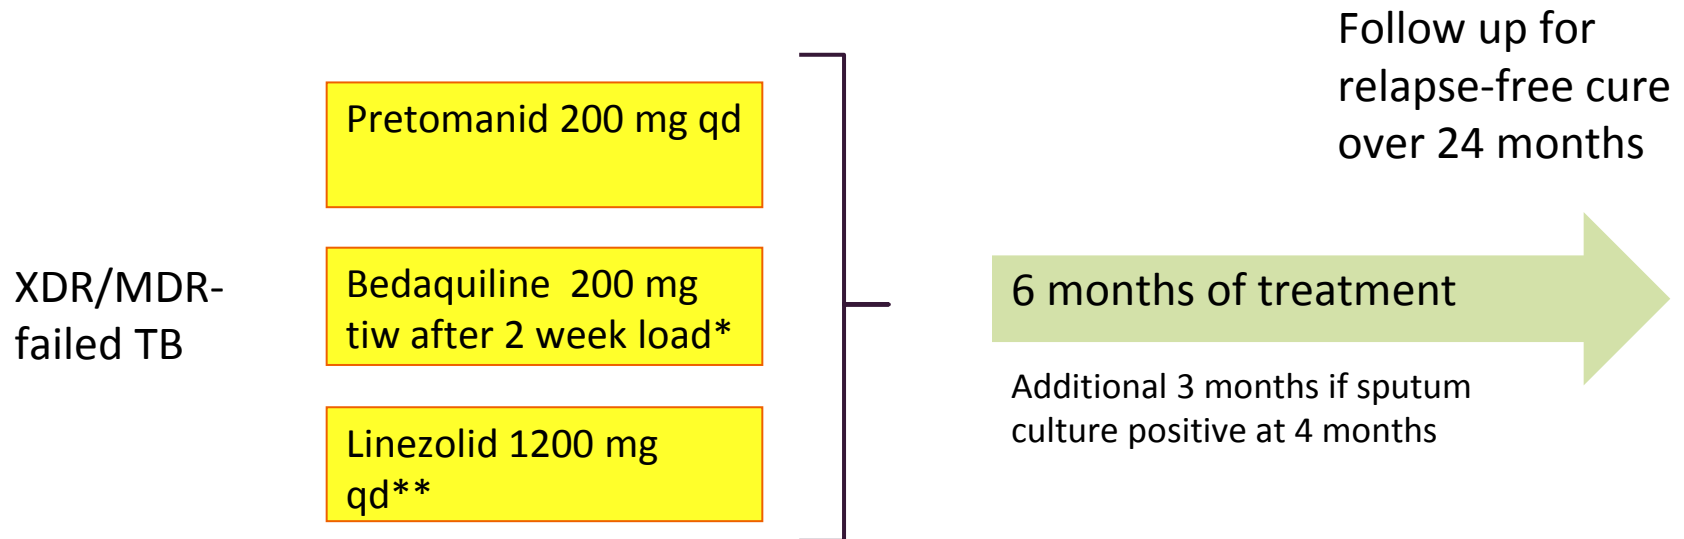 XDR/MDR-
failed TB
Pretomanid 200 mg qd
Bedaquiline  200 mg
tiw after 2 week load*
Linezolid 1200 mg
qd**
Follow up for
relapse-free cure
over 24 months
6 months of treatment
Additional 3 months if sputum
culture positive at 4 months